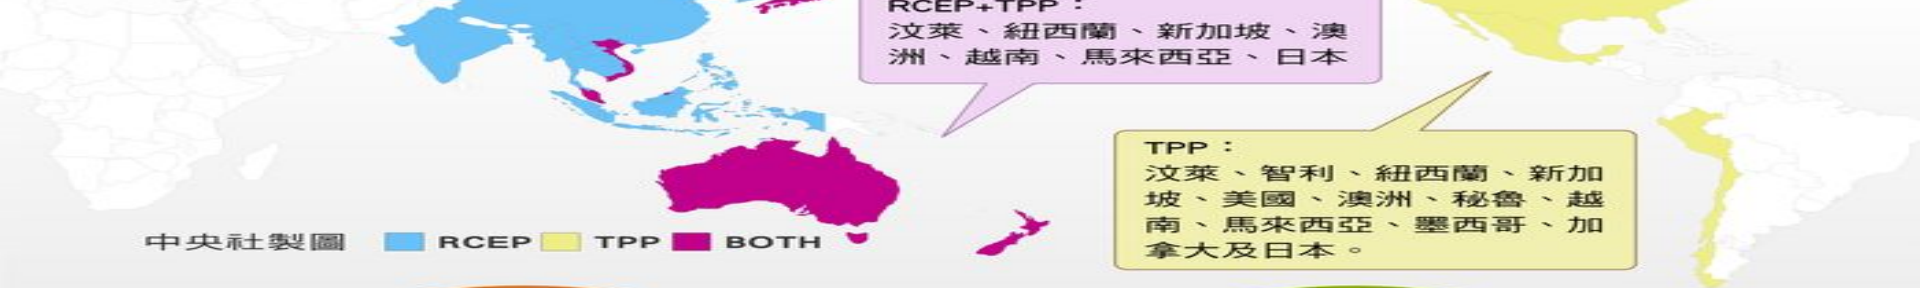 RCEP+TPP：
汶萊、紐西蘭、新加坡、澳
洲、越南、馬來西亞、日本
TPP：
汶萊、智利、紐西蘭、新加
坡、美國、澳洲、秘魯、越
南、馬來西亞、墨西哥、加
拿大及日本。
中央社製圖 RCEP TPP BOTH